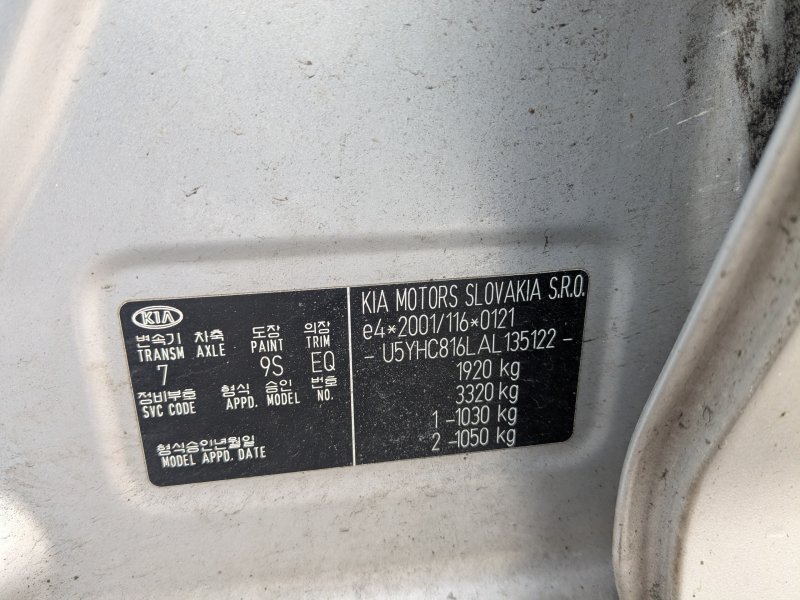 KIA
변속기 차축 도장 의장
TRANSM AXLE PAINT TRIM
7 9S EQ
정비부호 형식 승인 번호
SVC CODE APPD. MODEL NO.
형식승인년월일
MODEL APPD. DATE
KIA MOTORS SLOVAKIA S.R.O.
e4*2001/116*0121
- U5YHC816LAL135122 -
1920 kg
3320 kg
1 -1030 kg
2 -1050 kg